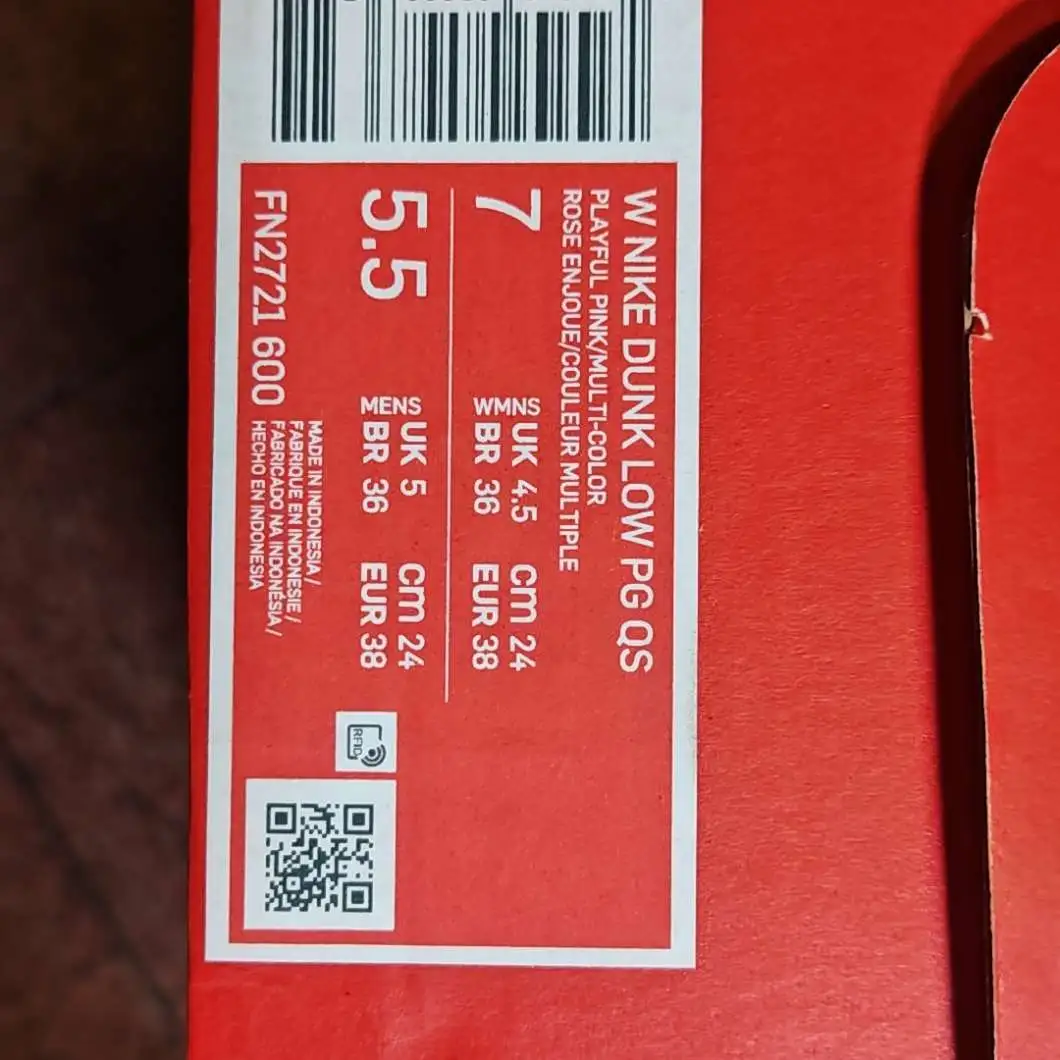 W NIKE DUNK LOW PG QS
PLAYFUL PINK/MULTI-COLOR
ROSE ENJOUE/COULEUR MULTIPLE
7
WMNS
UK 4.5 cm 24
BR 36 EUR 38
5.5
MENS
UK 5 cm 24
BR 36 EUR 38
FN2721 600
MADE IN INDONESIA /
FABRIQUE EN INDONESIE /
FABRICADO NA INDONÉSIA /
HECHO EN INDONESIA
RFID